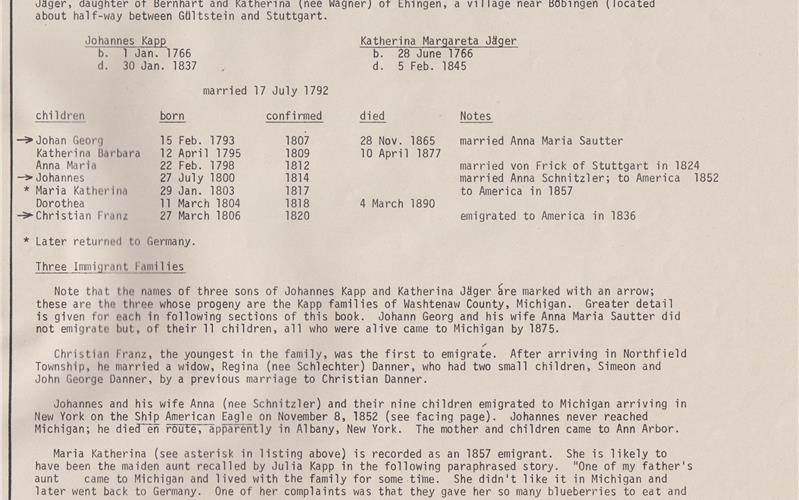 Jäger, daughter of Bernhart and Katherina (nee Wagner) of Ehingen, a village near Böbingen (located
about half-way between Gültstein and Stuttgart.
Johannes Kapp Katherina Margareta Jäger
b. 1 Jan. 1766 b. 28 June 1766
d. 30 Jan. 1837 d. 5 Feb. 1845
married 17 July 1792
children born confirmed died Notes
→ Johan Georg 15 Feb. 1793 1807 28 Nov. 1865 married Anna Maria Sautter
Katherina Barbara 12 April 1795 1809 10 April 1877
Anna Maria 22 Feb. 1798 1812 married von Frick of Stuttgart in 1824
→ Johannes 27 July 1800 1814 married Anna Schnitzler; to America 1852
* Maria Katherina 29 Jan. 1803 1817 to America in 1857
Dorothea 11 March 1804 1818 4 March 1890
→ Christian Franz 27 March 1806 1820 emigrated to America in 1836
* Later returned to Germany.
Three Immigrant Families
Note that the names of three sons of Johannes Kapp and Katherina Jäger are marked with an arrow;
these are the three whose progeny are the Kapp families of Washtenaw County, Michigan. Greater detail
is given for each in following sections of this book. Johann Georg and his wife Anna Maria Sautter did
not emigrate but, of their 11 children, all who were alive came to Michigan by 1875.
Christian Franz, the youngest in the family, was the first to emigrate. After arriving in Northfield
Township, he married a widow, Regina (nee Schlechter) Danner, who had two small children, Simeon and
John George Danner, by a previous marriage to Christian Danner.
Johannes and his wife Anna (nee Schnitzler) and their nine children emigrated to Michigan arriving in
New York on the Ship American Eagle on November 8, 1852 (see facing page). Johannes never reached
Michigan; he died en route, apparently in Albany, New York. The mother and children came to Ann Arbor.
Maria Katherina (see asterisk in listing above) is recorded as an 1857 emigrant. She is likely to
have been the maiden aunt recalled by Julia Kapp in the following paraphrased story. "One of my father's
aunt came to Michigan and lived with the family for some time. She didn't like it in Michigan and
later went back to Germany. One of her complaints was that they gave her so many blueberries to eat and